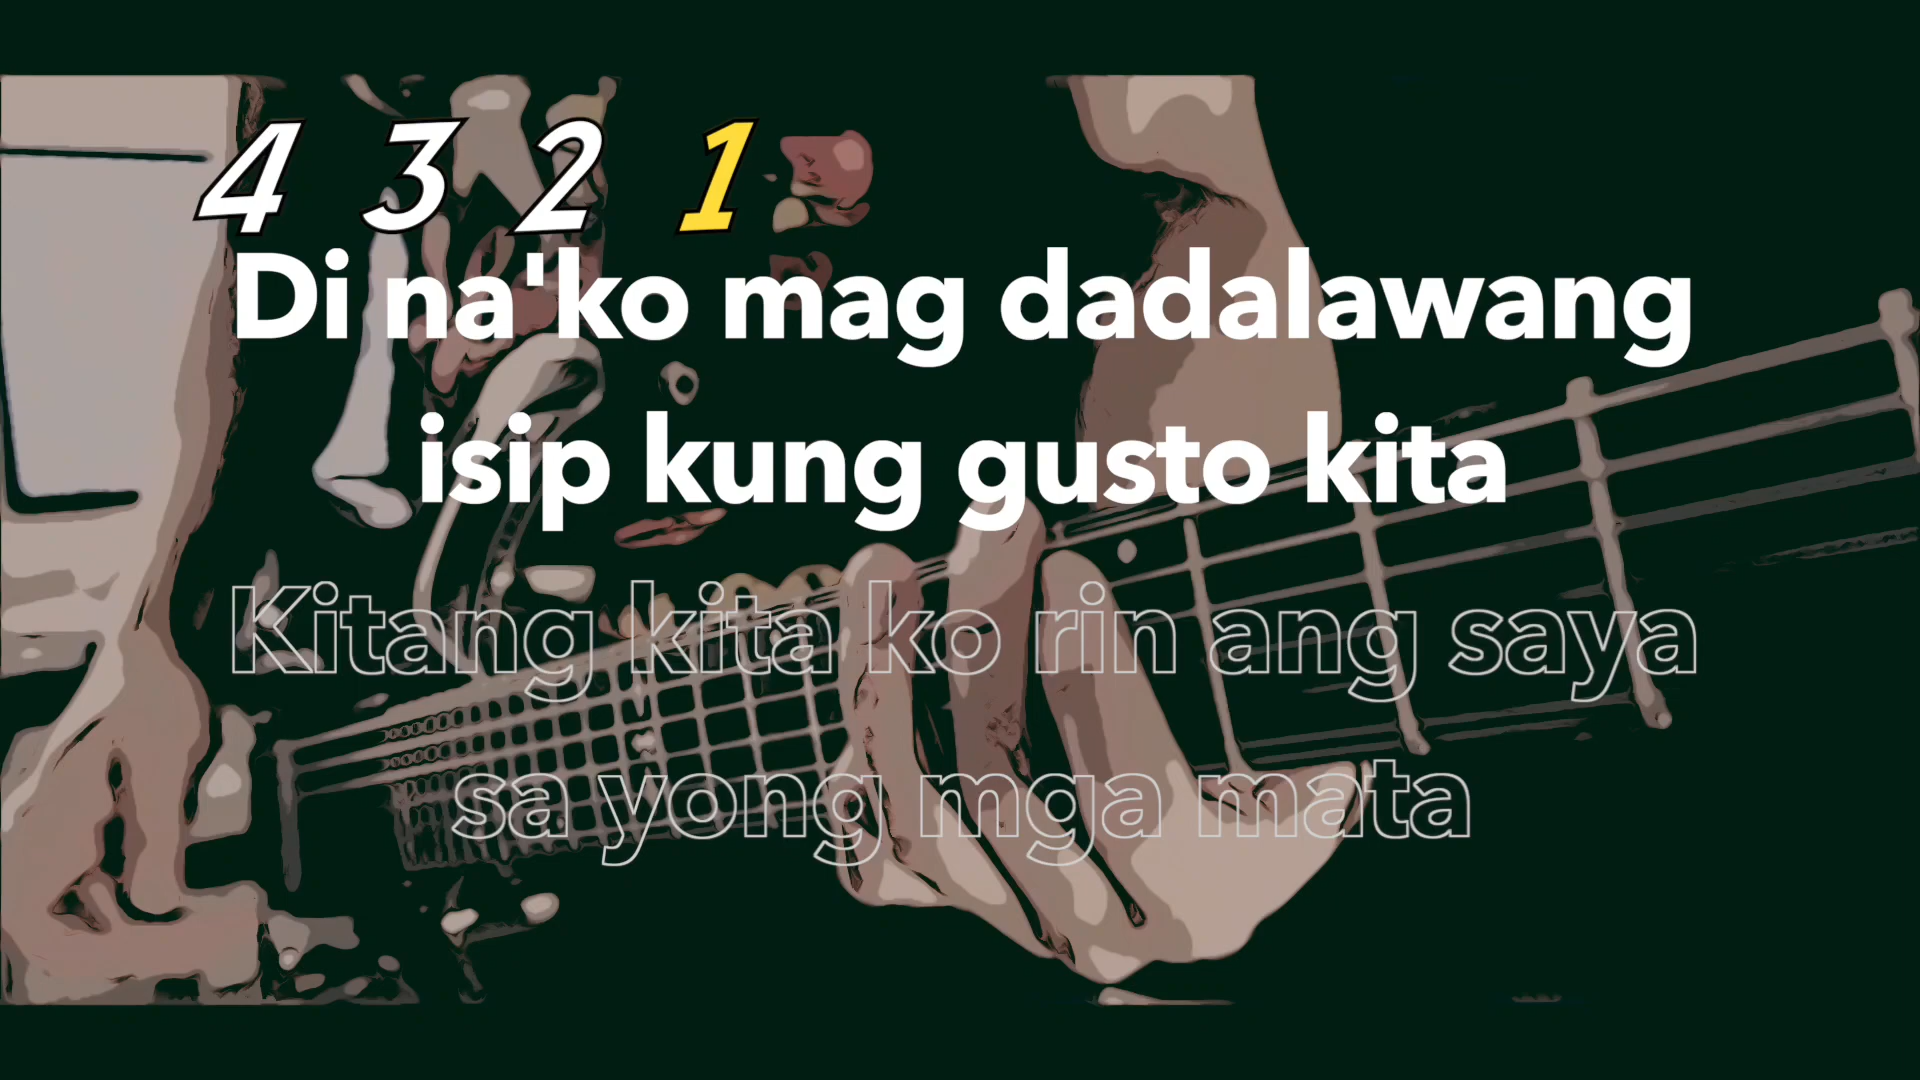 4 3 2 1
Di na'ko mag dadalawang
isip kung gusto kita
Kitang kita ko rin ang saya
sa yong mga mata